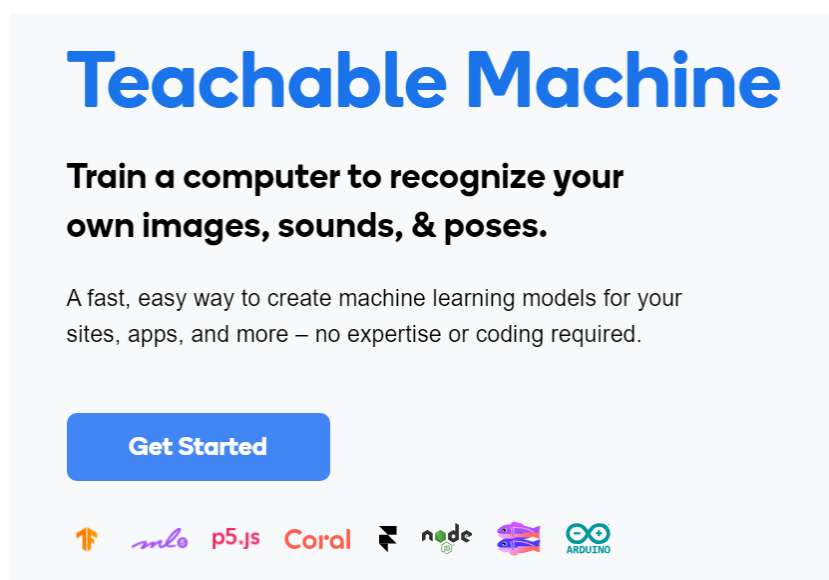 Teachable Machine
Train a computer to recognize your
own images, sounds, & poses.
A fast, easy way to create machine learning models for your
sites, apps, and more – no expertise or coding required.
Get Started
ml5 p5.js Coral node JS ARDUINO